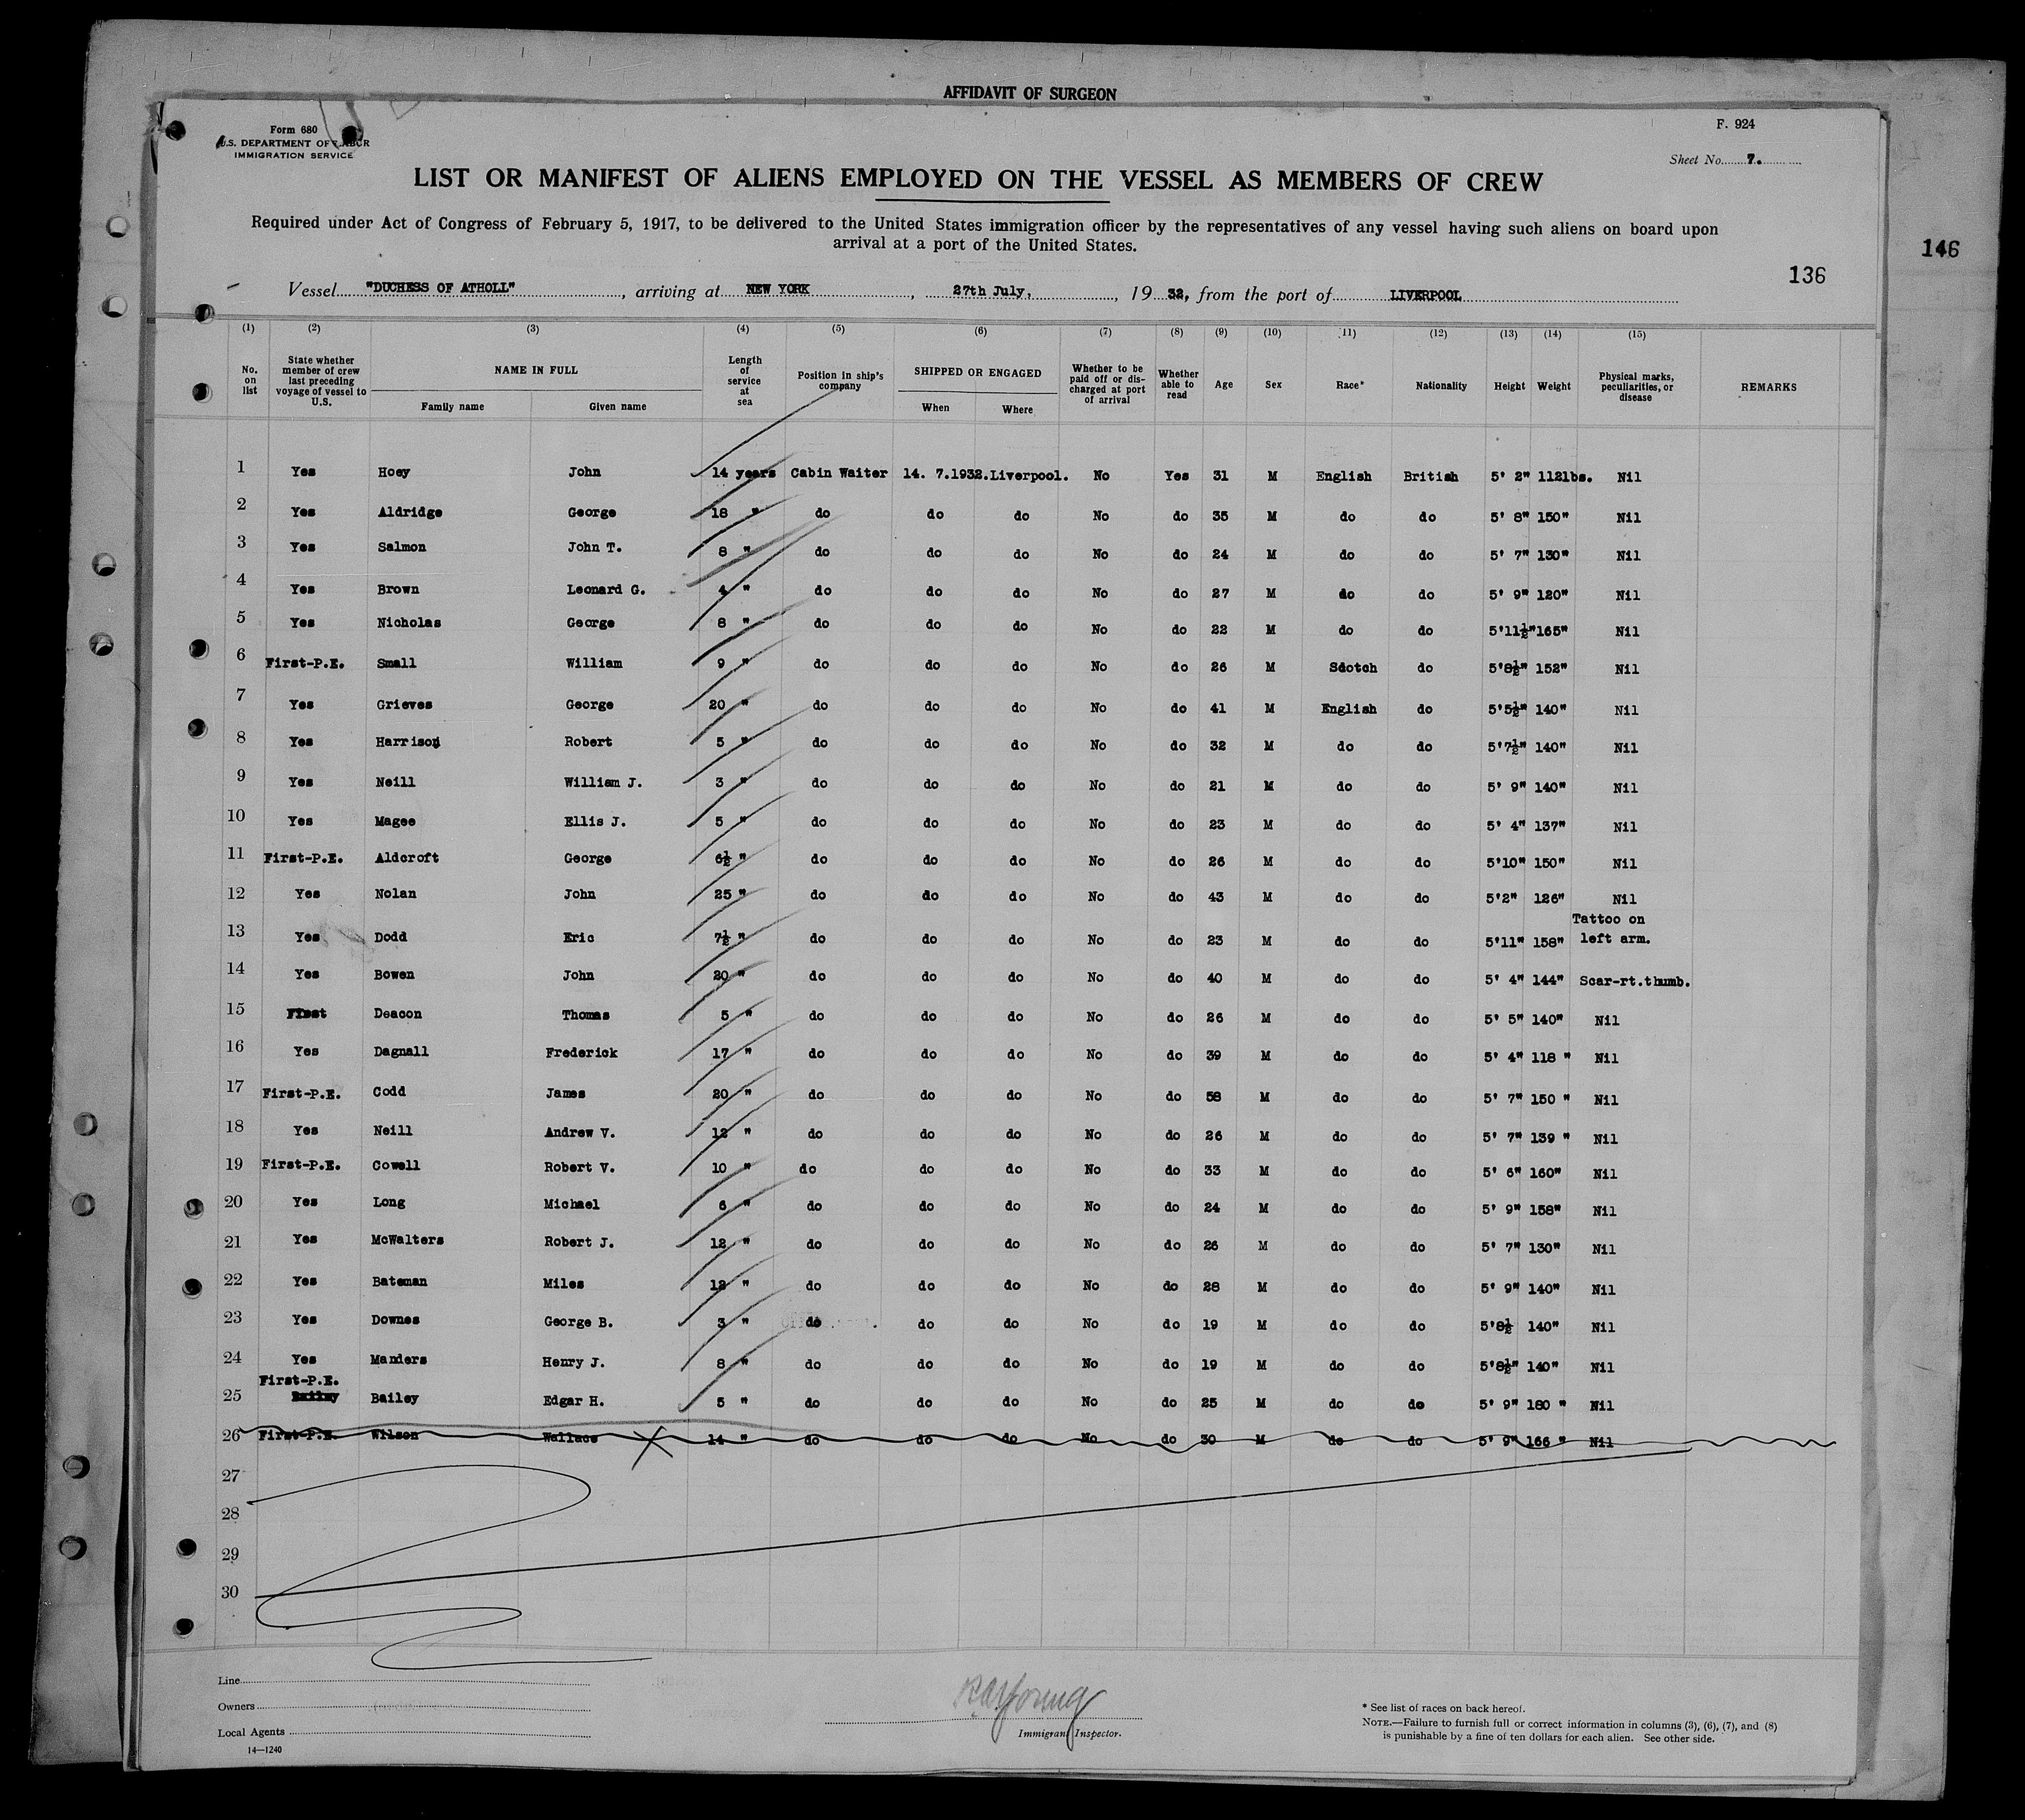 AFFIDAVIT OF SURGEON
Form 680
U.S. DEPARTMENT OF LABOR
IMMIGRATION SERVICE
F. 924
Sheet No. 7.
LIST OR MANIFEST OF ALIENS EMPLOYED ON THE VESSEL AS MEMBERS OF CREW
Required under Act of Congress of February 5, 1917, to be delivered to the United States immigration officer by the representatives of any vessel having such aliens on board upon
arrival at a port of the United States.
146
136
Vessel "DUCHESS OF ATHOLL", arriving at NEW YORK, 27th July, 1932, from the port of LIVERPOOL
(1) (2) (3) (4) (5) (6) (7) (8) (9) (10) (11) (12) (13) (14) (15)
No. on list State whether member of crew last preceding voyage of vessel to U.S. NAME IN FULL Family name Given name Length of service at sea Position in ship's company SHIPPED OR ENGAGED When Where Whether to be paid off or discharged at port of arrival Whether able to read Age Sex Race* Nationality Height Weight Physical marks, peculiarities, or disease REMARKS
1 Yes Hoey John 14 years Cabin Waiter 14. 7.1932. Liverpool. No Yes 31 M English British 5' 2" 112lbs. Nil
2 Yes Aldridge George 18 " do do do No do 35 M do do 5' 8" 150" Nil
3 Yes Salmon John T. 8 " do do do No do 24 M do do 5' 7" 130" Nil
4 Yes Brown Leonard G. 4 " do do do No do 27 M do do 5' 9" 120" Nil
5 Yes Nicholas George 8 " do do do No do 22 M do do 5'11½" 165" Nil
6 First-P.E. Small William 9 " do do do No do 26 M Scotch do 5'8½" 152" Nil
7 Yes Grieves George 20 " do do do No do 41 M English do 5'5½" 140" Nil
8 Yes Harrison Robert 5 " do do do No do 32 M do do 5'7½" 140" Nil
9 Yes Neill William J. 3 " do do do No do 21 M do do 5' 9" 140" Nil
10 Yes Magee Ellis J. 5 " do do do No do 23 M do do 5' 4" 137" Nil
11 First-P.E. Aldcroft George 6½ " do do do No do 26 M do do 5'10" 150" Nil
12 Yes Nolan John 25 " do do do No do 43 M do do 5'2" 126" Nil
13 Yes Dodd Eric 7½ " do do do No do 23 M do do 5'11" 158" Tattoo on left arm.
14 Yes Bowen John 20 " do do do No do 40 M do do 5' 4" 144" Scar-rt.thumb.
15 First Deacon Thomas 5 " do do do No do 26 M do do 5' 5" 140" Nil
16 Yes Dagnall Frederick 17 " do do do No do 39 M do do 5' 4" 118 " Nil
17 First-P.E. Codd James 20 " do do do No do 58 M do do 5' 7" 150 " Nil
18 Yes Neill Andrew V. 12 " do do do No do 26 M do do 5' 7" 139 " Nil
19 First-P.E. Cowell Robert V. 10 " do do do No do 33 M do do 5' 6" 160" Nil
20 Yes Long Michael 6 " do do do No do 24 M do do 5' 9" 158" Nil
21 Yes McWalters Robert J. 12 " do do do No do 26 M do do 5' 7" 130" Nil
22 Yes Bateman Miles 12 " do do do No do 28 M do do 5' 9" 140" Nil
23 Yes Downes George B. 3 " do do do No do 19 M do do 5'8½ 140" Nil
24 Yes Manders Henry J. 8 " do do do No do 19 M do do 5'8½" 140" Nil
25 First-P.E. Bailey Edgar H. 5 " do do do No do 25 M do do 5' 9" 180 " Nil
26 First-P.E. Wilson Wallace 14 " do do do No do 30 M do do 5' 9" 166 " Nil
27
28
29
30
Line
Owners
Local Agents
14—1240
Immigrant Inspector.
* See list of races on back hereof.
NOTE.—Failure to furnish full or correct information in columns (3), (6), (7), and (8)
is punishable by a fine of ten dollars for each alien. See other side.